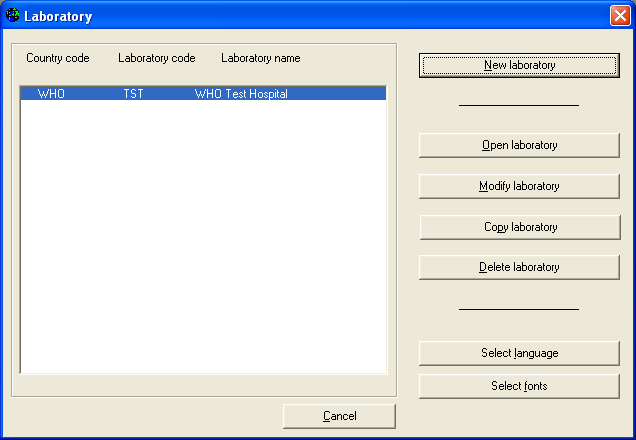 Laboratory
Country code Laboratory code Laboratory name
WHO TST WHO Test Hospital
New laboratory
Open laboratory
Modify laboratory
Copy laboratory
Delete laboratory
Select language
Select fonts
Cancel